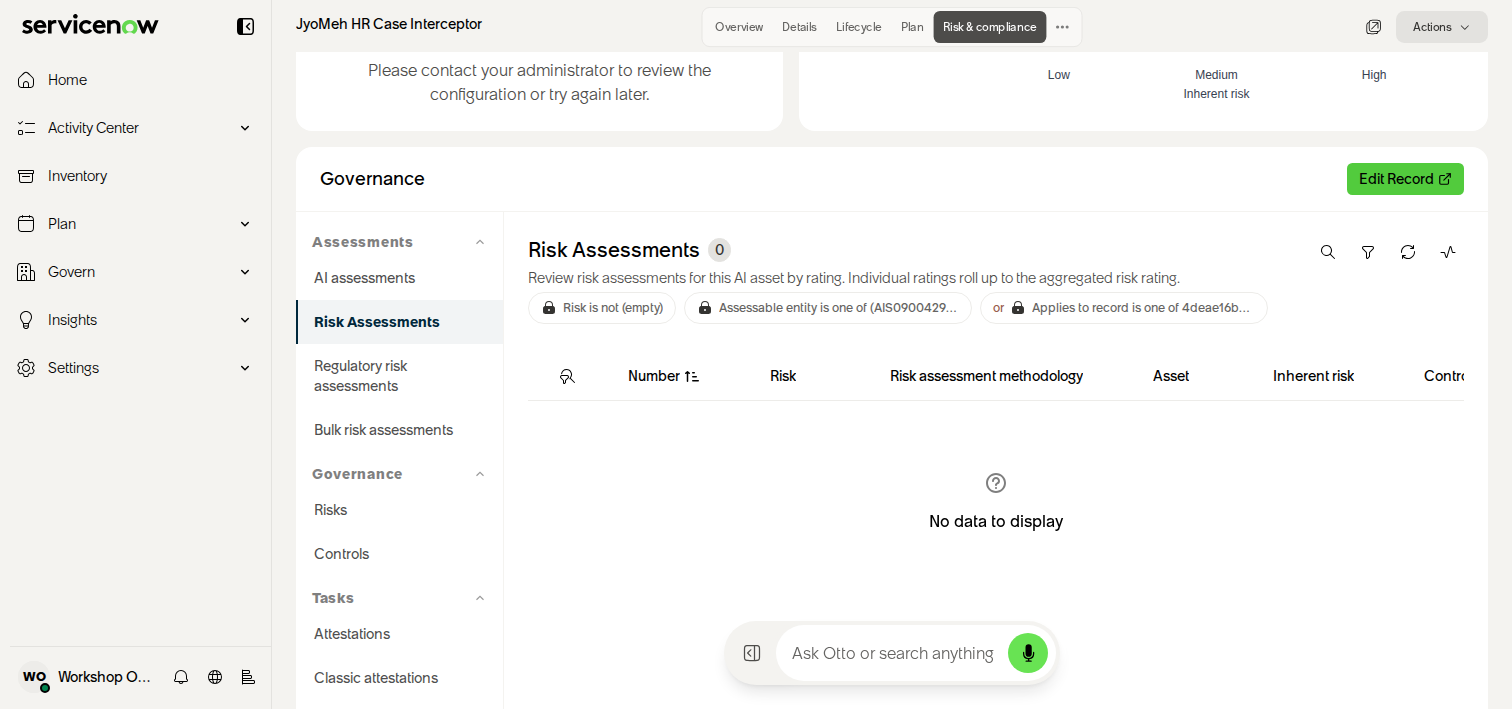 servicenow
JyoMeh HR Case Interceptor
Overview Details Lifecycle Plan Risk & compliance
Actions
Home
Activity Center
Inventory
Plan
Govern
Insights
Settings
Please contact your administrator to review the
configuration or try again later.
Low Medium High
Inherent risk
Governance
Edit Record
Assessments
AI assessments
Risk Assessments
Regulatory risk
assessments
Bulk risk assessments
Governance
Risks
Controls
Tasks
Attestations
Classic attestations
Risk Assessments 0
Review risk assessments for this AI asset by rating. Individual ratings roll up to the aggregated risk rating.
Risk is not (empty) Assessable entity is one of (AIS0900429... or Applies to record is one of 4deae16b...
Number Risk Risk assessment methodology Asset Inherent risk Contro
No data to display
Ask Otto or search anything
WO Workshop O...